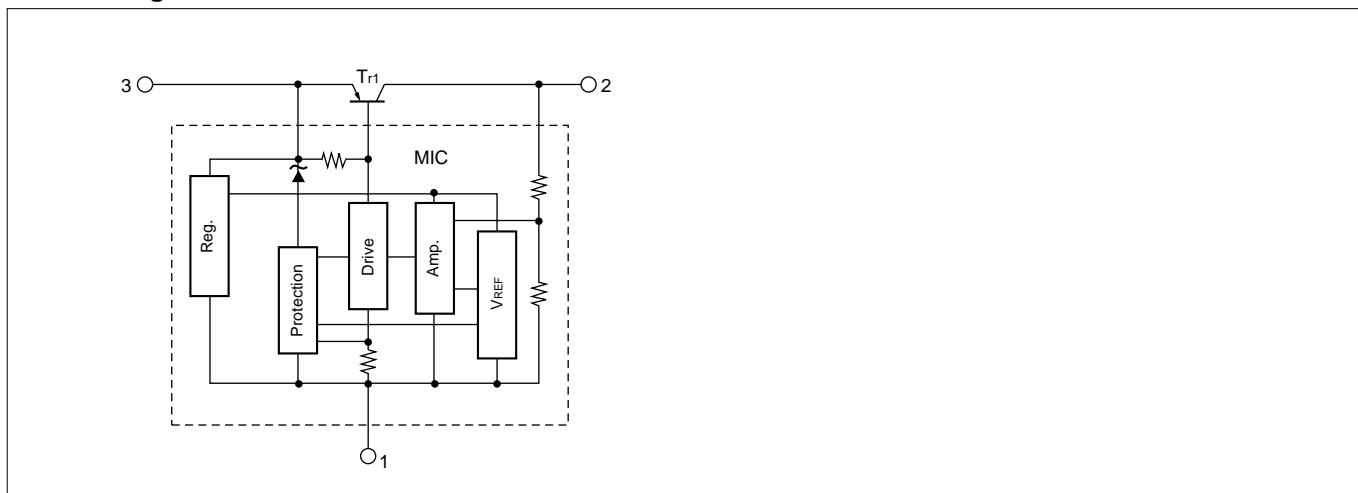 3
Tr1
2
MIC
Reg.
Protection
Drive
Amp.
VREF
1